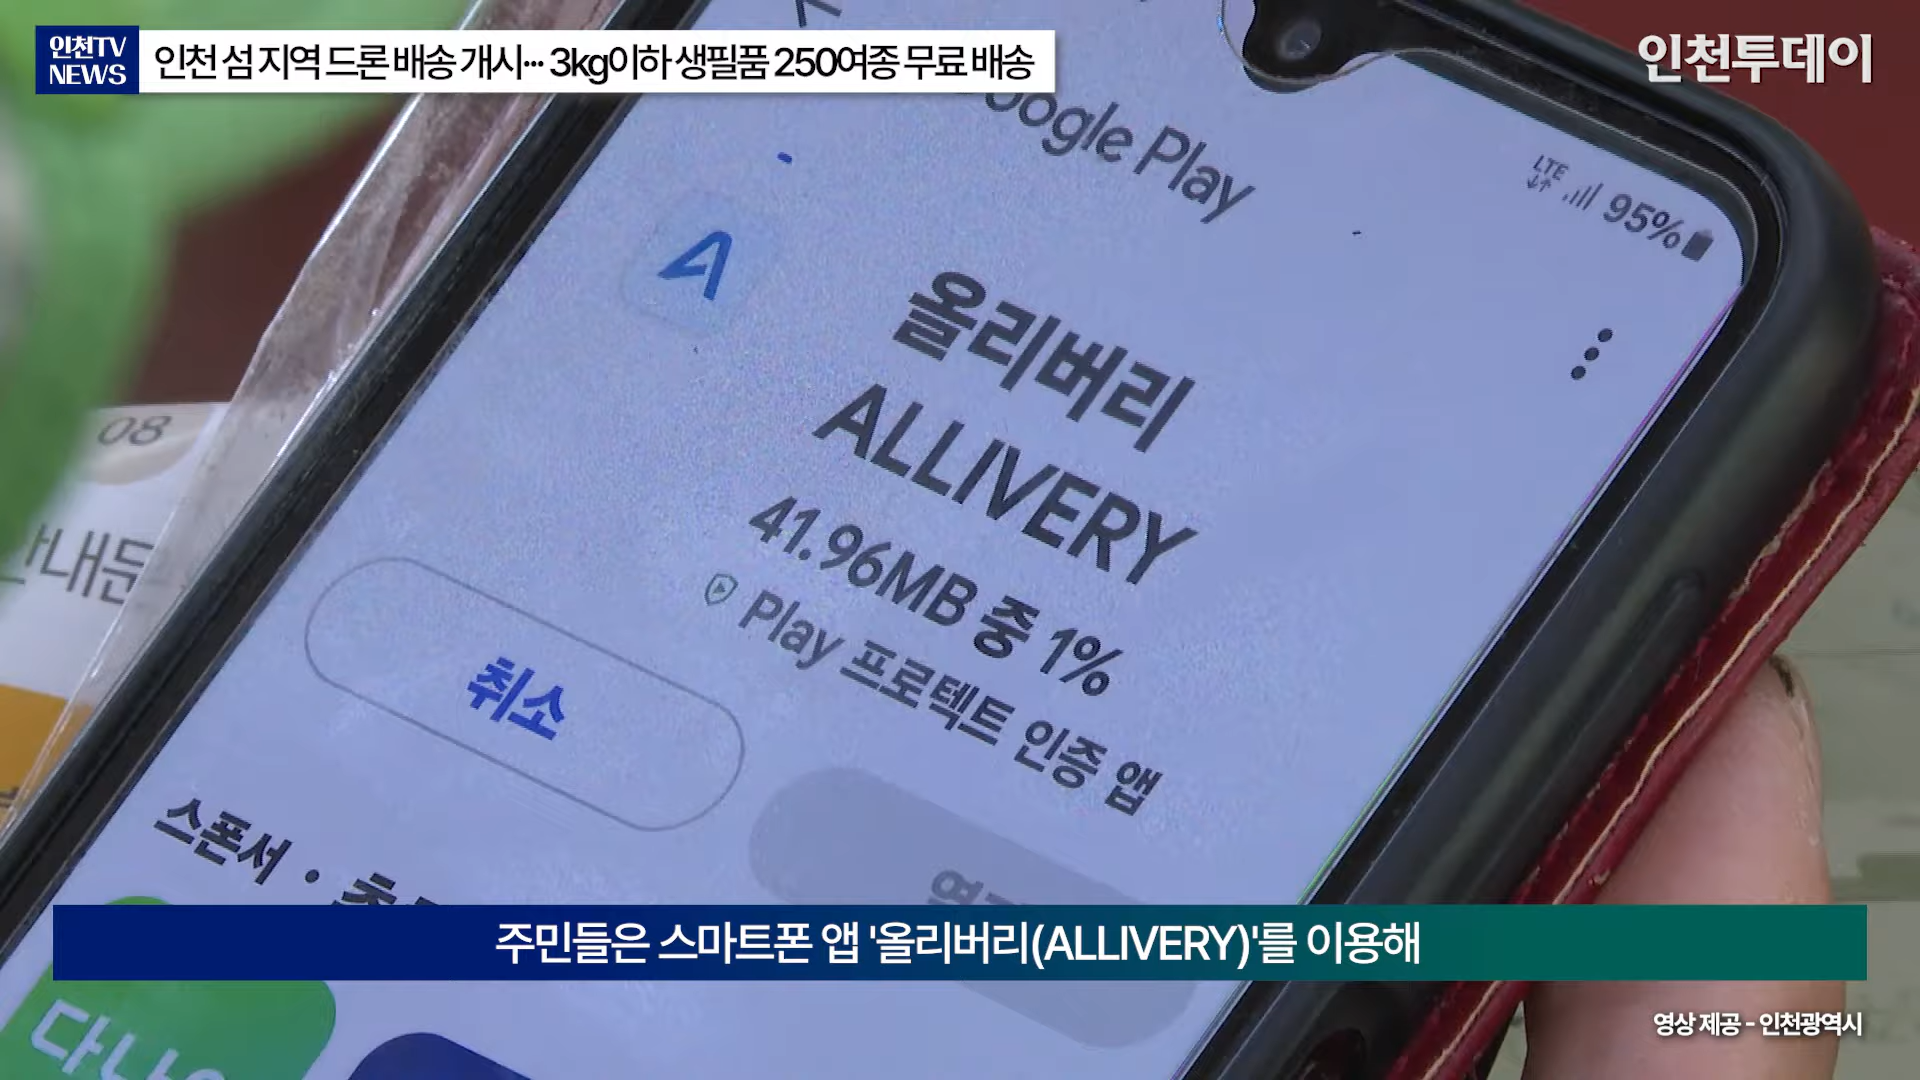 인천TV
NEWS
인천 섬 지역 드론 배송 개시··· 3kg이하 생필품 250여종 무료 배송
인천투데이
Google Play
LTE
95%
올리버리
ALLIVERY
41.96MB 중 1%
Play 프로텍트 인증 앱
취소
스폰서 ·
08
주민들은 스마트폰 앱 '올리버리(ALLIVERY)'를 이용해
영상 제공 - 인천광역시